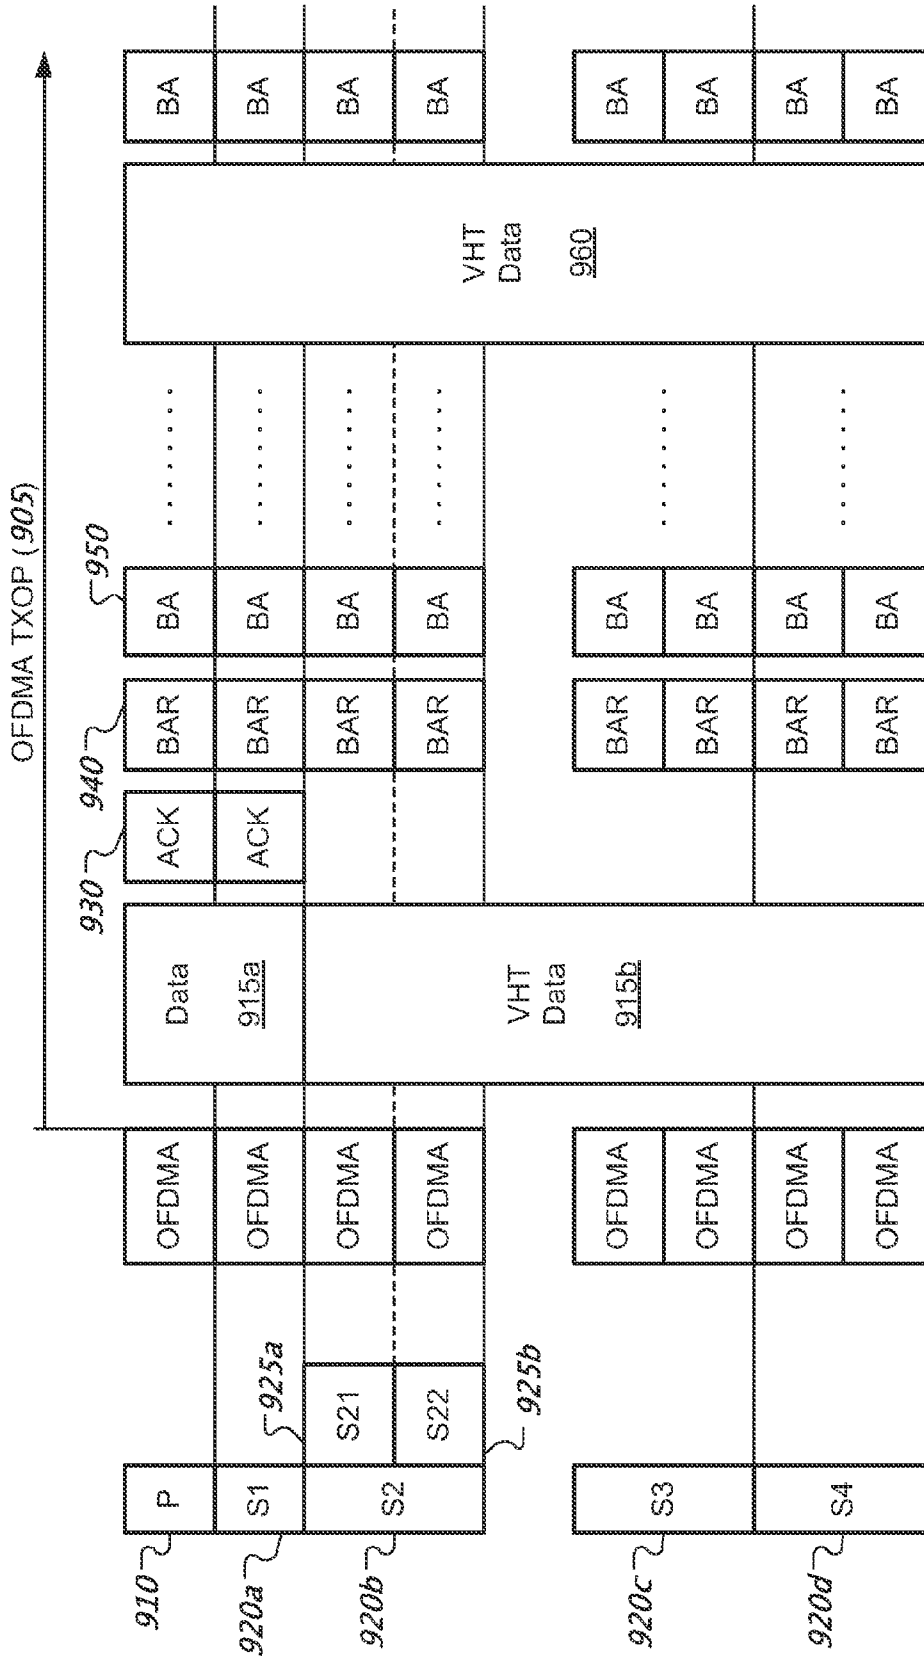 OFDMA TXOP (905)
910
P
920a
S1
920b
S2
925a
S21
S22
925b
920c
S3
920d
S4
OFDMA
OFDMA
OFDMA
OFDMA
OFDMA
OFDMA
OFDMA
OFDMA
Data
915a
VHT
Data
915b
930
ACK
ACK
940
BAR
BAR
BAR
BAR
BAR
BAR
BAR
BAR
950
BA
BA
BA
BA
BA
BA
BA
BA
VHT
Data
960
BA
BA
BA
BA
BA
BA
BA
BA